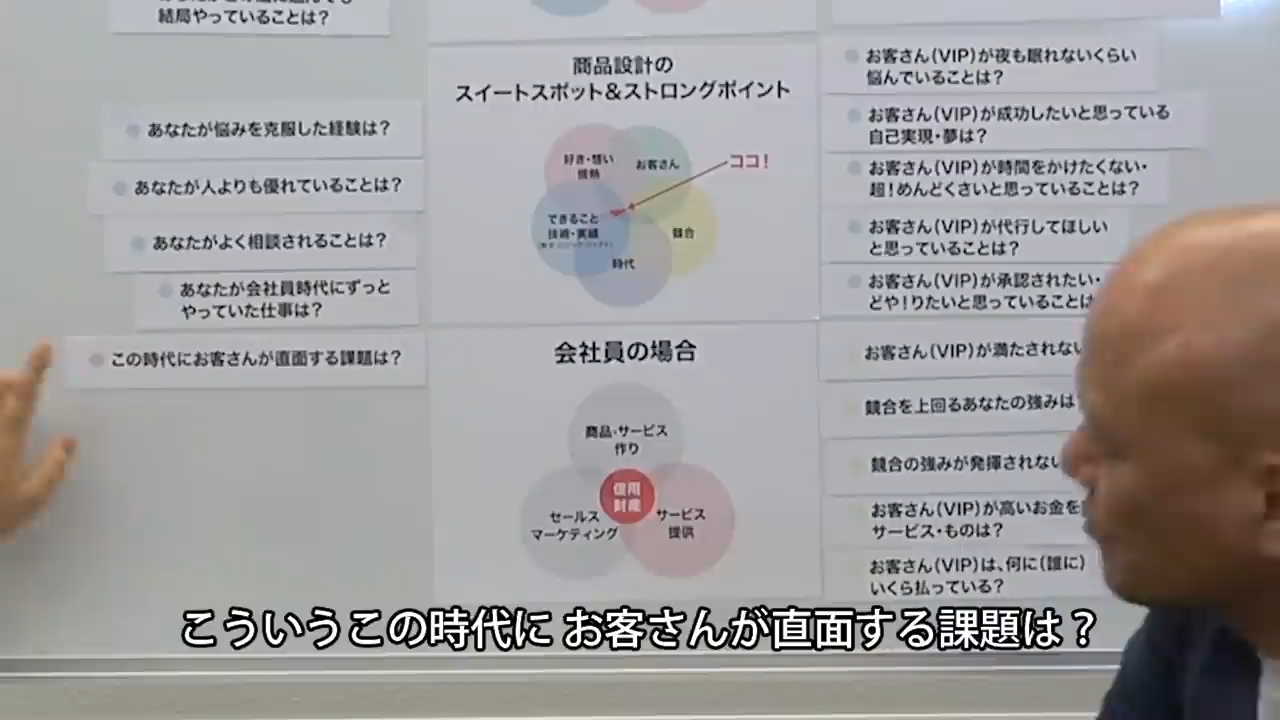 結局やっていることは？
あなたが悩みを克服した経験は？
あなたが人よりも優れていることは？
あなたがよく相談されることは？
あなたが会社員時代にずっと
やっていた仕事は？
この時代にお客さんが直面する課題は？
商品設計の
スイートスポット＆ストロングポイント
好き・想い
情熱
お客さん
ココ！
できること
技術・実績
競合
時代
会社員の場合
商品・サービス
作り
信用
財産
セールス
マーケティング
サービス
提供
お客さん（VIP）が夜も眠れないくらい
悩んでいることは？
お客さん（VIP）が成功したいと思っている
自己実現・夢は？
お客さん（VIP）が時間をかけたくない・
超！めんどくさいと思っていることは？
お客さん（VIP）が代行してほしい
と思っていることは？
お客さん（VIP）が承認されたい・
どや！りたいと思っていることは
お客さん（VIP）が満たされない
競合を上回るあなたの強みは
競合の強みが発揮されない
お客さん（VIP）が高いお金を
サービス・ものは？
お客さん（VIP）は、何に（誰に）
いくら払っている？
こういうこの時代に お客さんが直面する課題は？